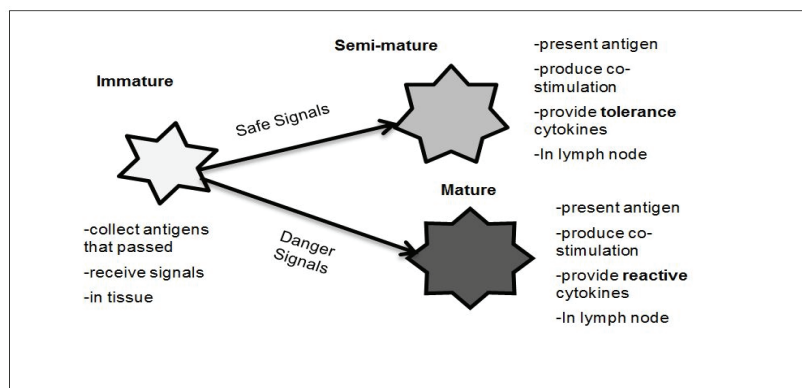 Immature
-collect antigens
that passed
-receive signals
-in tissue
Safe Signals
Danger
Signals
Semi-mature
-present antigen
-produce co-
stimulation
-provide tolerance
cytokines
-In lymph node
Mature
-present antigen
-produce co-
stimulation
-provide reactive
cytokines
-In lymph node